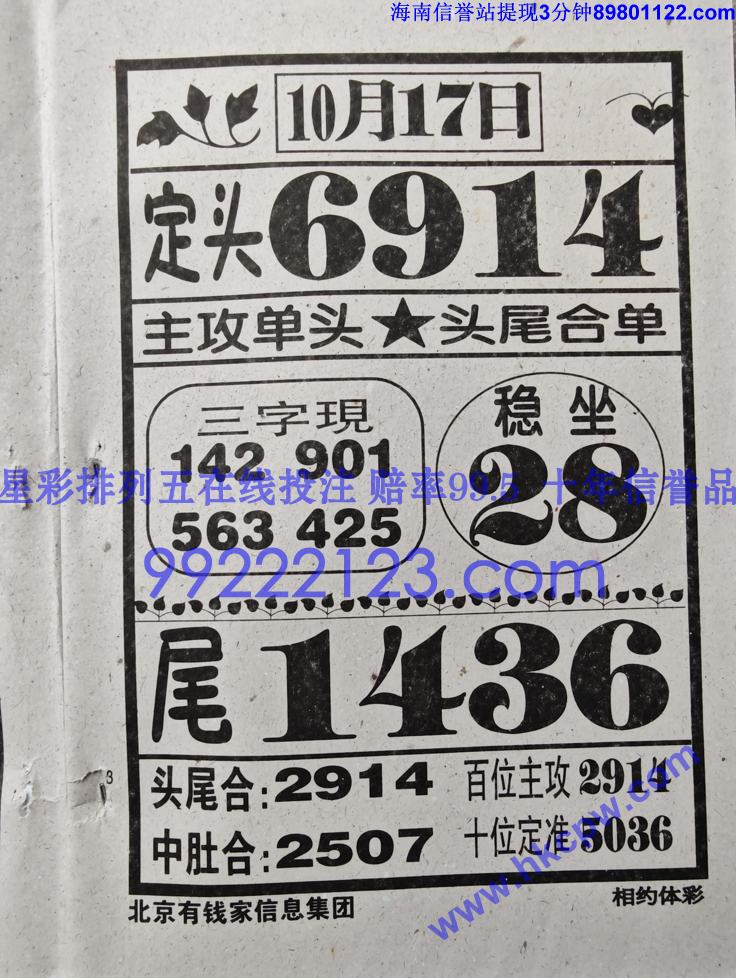 海南信誉站提现3分钟89801122.com
10月17日
定头6914
主攻单头★头尾合单
三字現
142 901
563 425
稳坐
28
星彩排列五在线投注 赔率99.5 十年信誉品
99222123.com
尾1436
头尾合:2914
百位主攻2914
中肚合:2507
十位定准5036
www.hkcpw.com
北京有钱家信息集团
相约体彩